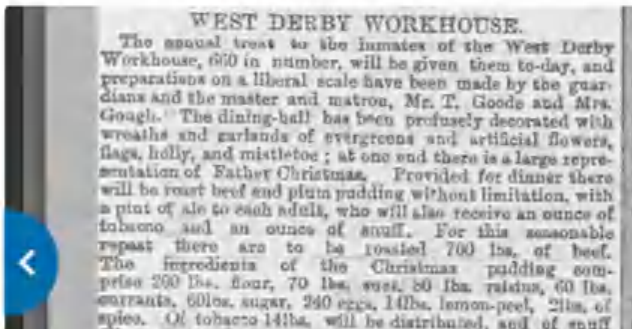 WEST DERBY WORKHOUSE.
The annual treat to the inmates of the West Derby
Workhouse, 660 in number, will be given them to-day, and
preparations on a liberal scale have been made by the guar-
dians and the master and matron, Mr. T. Goode and Mrs.
Gough. The dining-hall has been profusely decorated with
wreaths and garlands of evergreens and artificial flowers,
flags, holly, and mistletoe; at one end there is a large repre-
sentation of Father Christmas. Provided for dinner there
will be roast beef and plum pudding without limitation, with
a pint of ale to each adult, who will also receive an ounce of
tobacco and an ounce of snuff. For this seasonable
repast there are to be roasted 700 lbs. of beef.
The ingredients of the Christmas pudding com-
prise 260 lbs. flour, 70 lbs. suet, 80 lbs. raisins, 60 lbs.
currants, 60lbs. sugar, 240 eggs, 14lbs. lemon-peel, 2lbs. of
spice. Of tobacco 14lbs. will be distributed, and of snuff